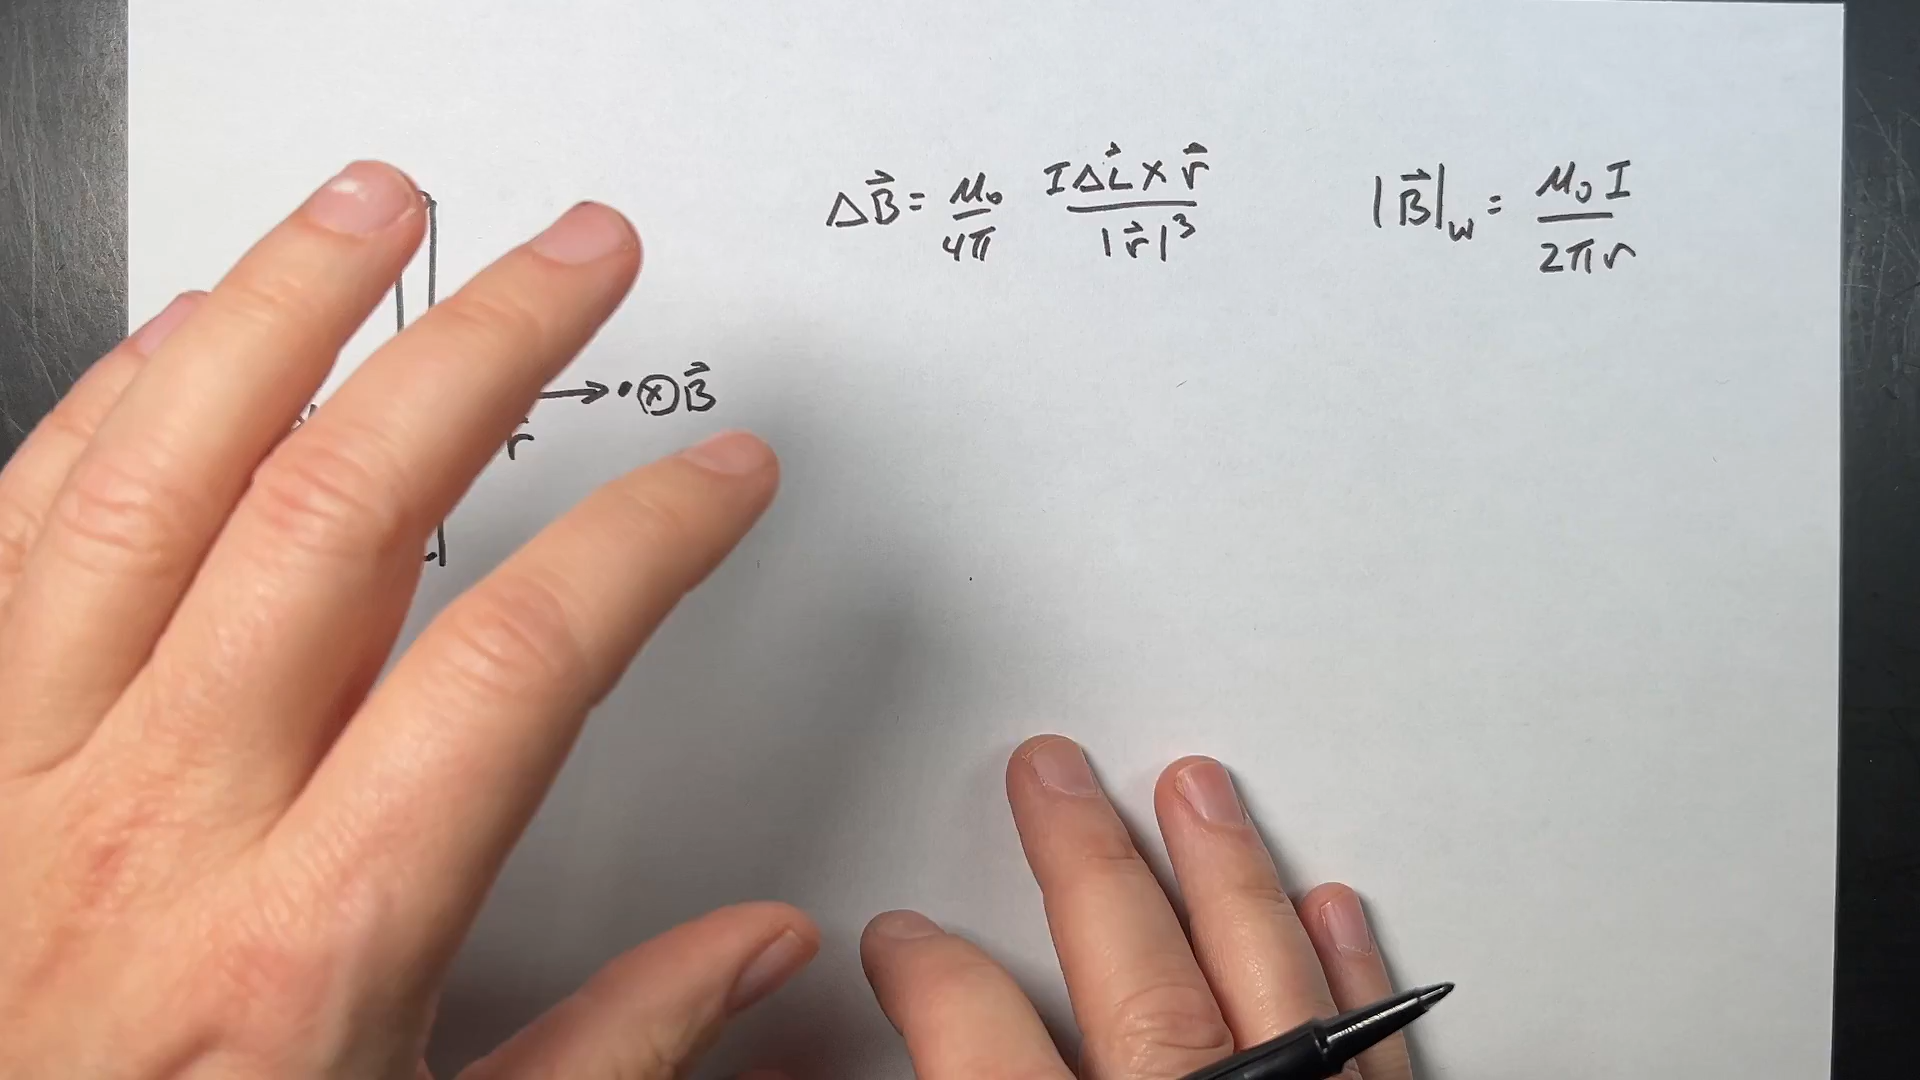 ΔB⃗ = μ₀/4π IΔL⃗ × r⃗/|r⃗|³
|B⃗|w = μ₀I/2πr
⊗B⃗
r